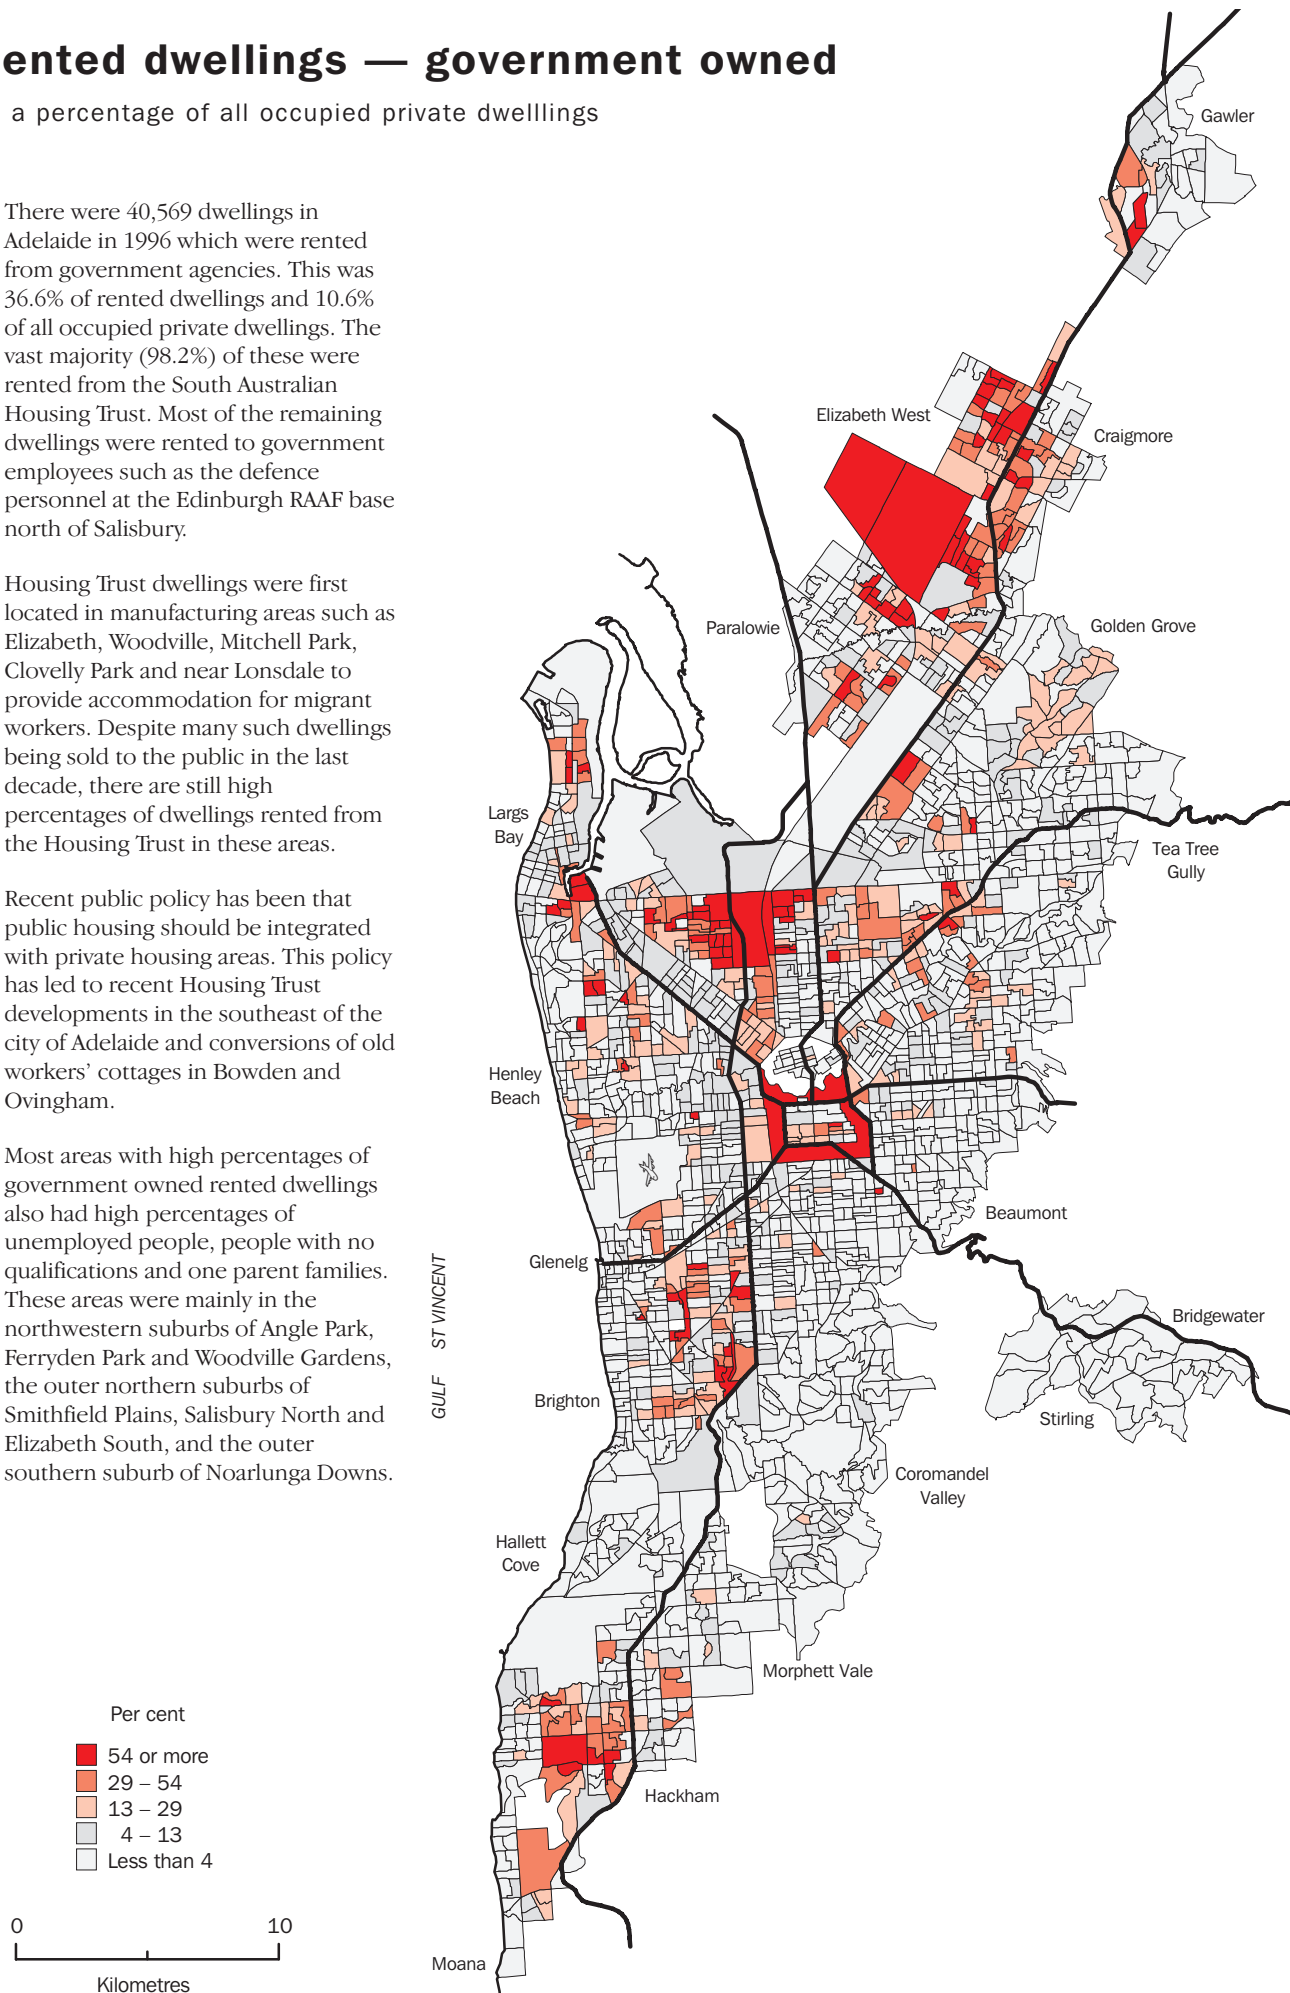 ented dwellings — government owned
a percentage of all occupied private dwelllings
There were 40,569 dwellings in
Adelaide in 1996 which were rented
from government agencies. This was
36.6% of rented dwellings and 10.6%
of all occupied private dwellings. The
vast majority (98.2%) of these were
rented from the South Australian
Housing Trust. Most of the remaining
dwellings were rented to government
employees such as the defence
personnel at the Edinburgh RAAF base
north of Salisbury.
Housing Trust dwellings were first
located in manufacturing areas such as
Elizabeth, Woodville, Mitchell Park,
Clovelly Park and near Lonsdale to
provide accommodation for migrant
workers. Despite many such dwellings
being sold to the public in the last
decade, there are still high
percentages of dwellings rented from
the Housing Trust in these areas.
Recent public policy has been that
public housing should be integrated
with private housing areas. This policy
has led to recent Housing Trust
developments in the southeast of the
city of Adelaide and conversions of old
workers' cottages in Bowden and
Ovingham.
Most areas with high percentages of
government owned rented dwellings
also had high percentages of
unemployed people, people with no
qualifications and one parent families.
These areas were mainly in the
northwestern suburbs of Angle Park,
Ferryden Park and Woodville Gardens,
the outer northern suburbs of
Smithfield Plains, Salisbury North and
Elizabeth South, and the outer
southern suburb of Noarlunga Downs.
Per cent
54 or more
29 – 54
13 – 29
4 – 13
Less than 4
0 10
Kilometres
Gawler
Elizabeth West
Craigmore
Paralowie
Golden Grove
Largs
Bay
Tea Tree
Gully
Henley
Beach
Beaumont
Glenelg
GULF ST VINCENT
Bridgewater
Brighton
Stirling
Coromandel
Valley
Hallett
Cove
Morphett Vale
Hackham
Moana